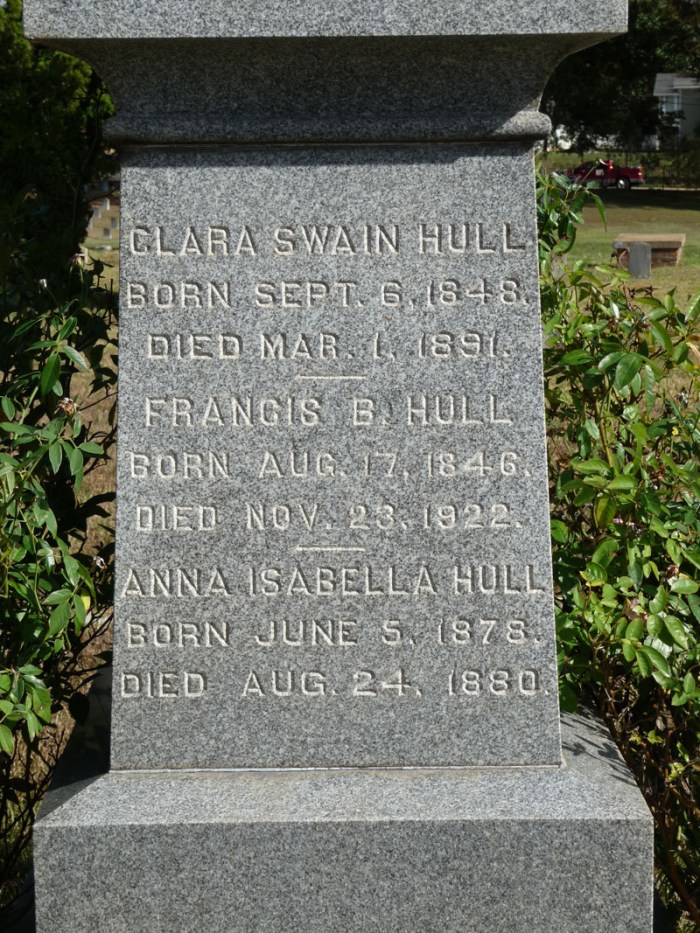 CLARA SWAIN HULL
BORN SEPT. 6, 1848.
DIED MAR. 1, 1891.
FRANCIS B. HULL
BORN AUG. 17, 1846.
DIED NOV. 23, 1922.
ANNA ISABELLA HULL
BORN JUNE 5, 1878.
DIED AUG. 24, 1880.